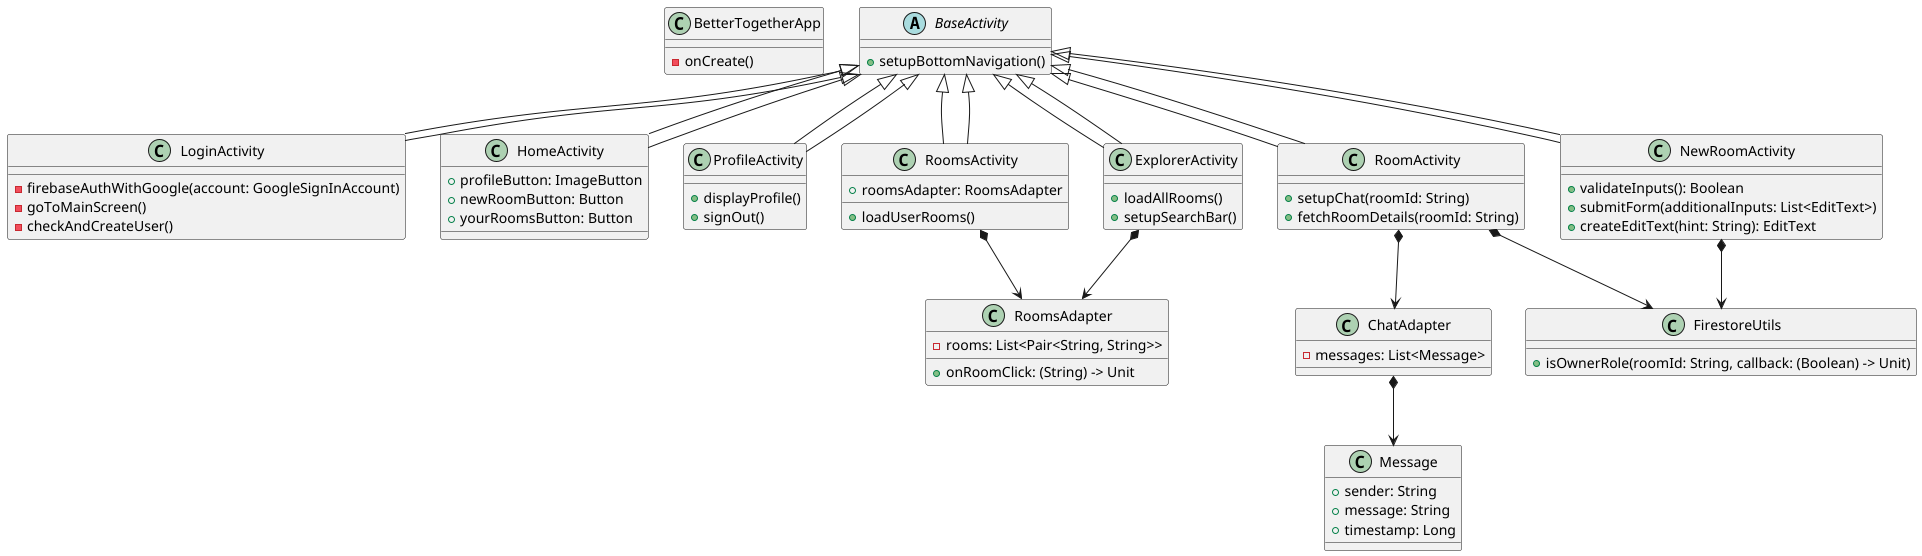 C BetterTogetherApp
onCreate()
A BaseActivity
setupBottomNavigation()
C LoginActivity
firebaseAuthWithGoogle(account: GoogleSignInAccount)
goToMainScreen()
checkAndCreateUser()
C HomeActivity
profileButton: ImageButton
newRoomButton: Button
yourRoomsButton: Button
C ProfileActivity
displayProfile()
signOut()
C RoomsActivity
roomsAdapter: RoomsAdapter
loadUserRooms()
C ExplorerActivity
loadAllRooms()
setupSearchBar()
C RoomActivity
setupChat(roomId: String)
fetchRoomDetails(roomId: String)
C NewRoomActivity
validateInputs(): Boolean
submitForm(additionalInputs: List<EditText>)
createEditText(hint: String): EditText
C RoomsAdapter
rooms: List<Pair<String, String>>
onRoomClick: (String) -> Unit
C ChatAdapter
messages: List<Message>
C FirestoreUtils
isOwnerRole(roomId: String, callback: (Boolean) -> Unit)
C Message
sender: String
message: String
timestamp: Long